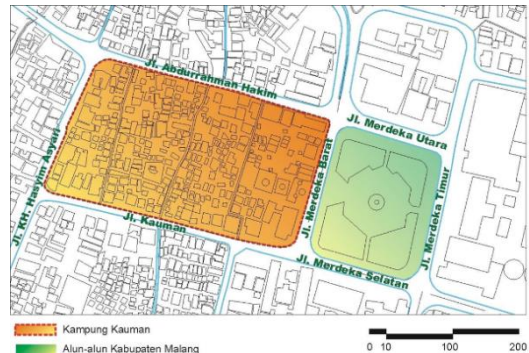 Jl. Abdurrahman Hakim
Jl. Merdeka Utara
Jl. KH. Hasyim Asyari
Jl. Merdeka Barat
Jl. Merdeka Timur
Jl. Kauman
Jl. Merdeka Selatan
Kampung Kauman
Alun-alun Kabupaten Malang
0 10 100 200